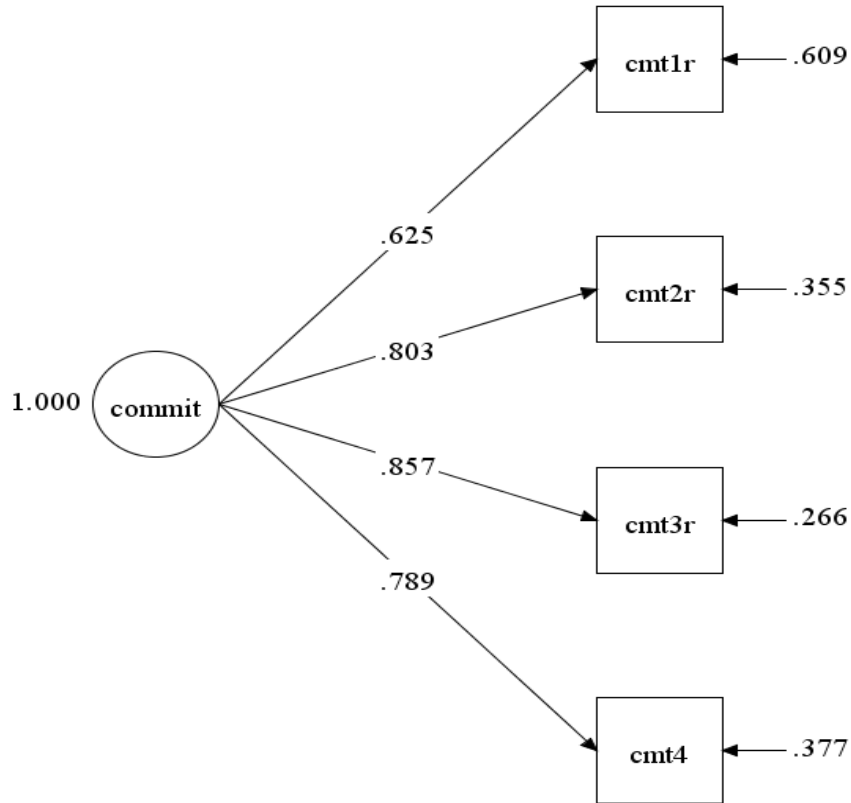 cmt1r
.609
.625
cmt2r
.355
.803
1.000
commit
.857
cmt3r
.266
.789
cmt4
.377